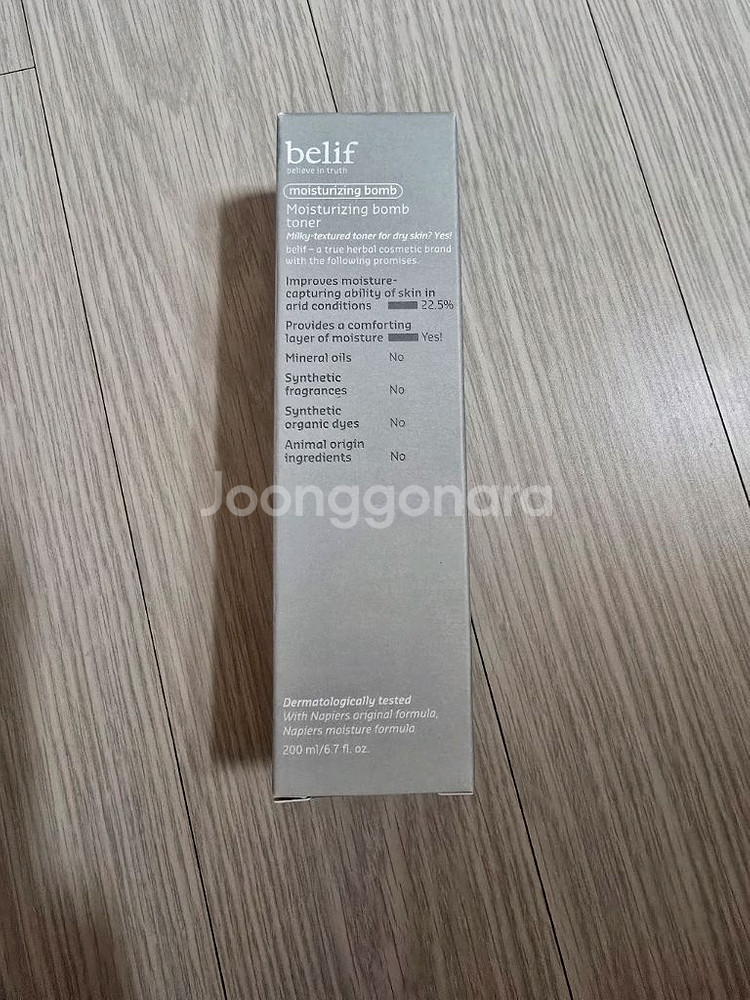 belif
believe in truth
moisturizing bomb
Moisturizing bomb
toner
Milky-textured toner for dry skin? Yes!
belif – a true herbal cosmetic brand
with the following promises.
Improves moisture-
capturing ability of skin in
arid conditions 22.5%
Provides a comforting
layer of moisture Yes!
Mineral oils No
Synthetic
fragrances No
Synthetic
organic dyes No
Animal origin
ingredients No
Joonggonara
Dermatologically tested
With Napiers original formula,
Napiers moisture formula
200 ml/6.7 fl. oz.